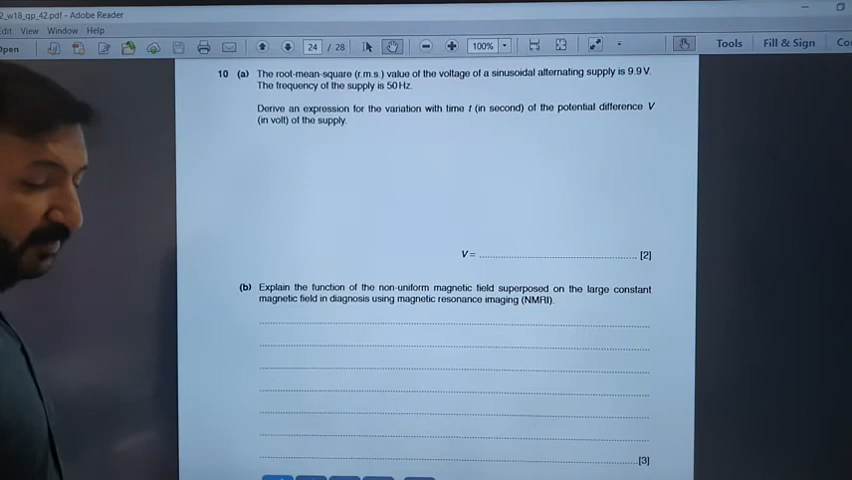 2_w18_qp_42.pdf - Adobe Reader
Edit View Window Help
Open 24 / 28 100% Tools Fill & Sign
10 (a) The root-mean-square (r.m.s.) value of the voltage of a sinusoidal alternating supply is 9.9V.
The frequency of the supply is 50Hz.
Derive an expression for the variation with time t (in second) of the potential difference V
(in volt) of the supply.
V = ........................................................ [2]
(b) Explain the function of the non-uniform magnetic field superposed on the large constant
magnetic field in diagnosis using magnetic resonance imaging (NMRI).
[3]